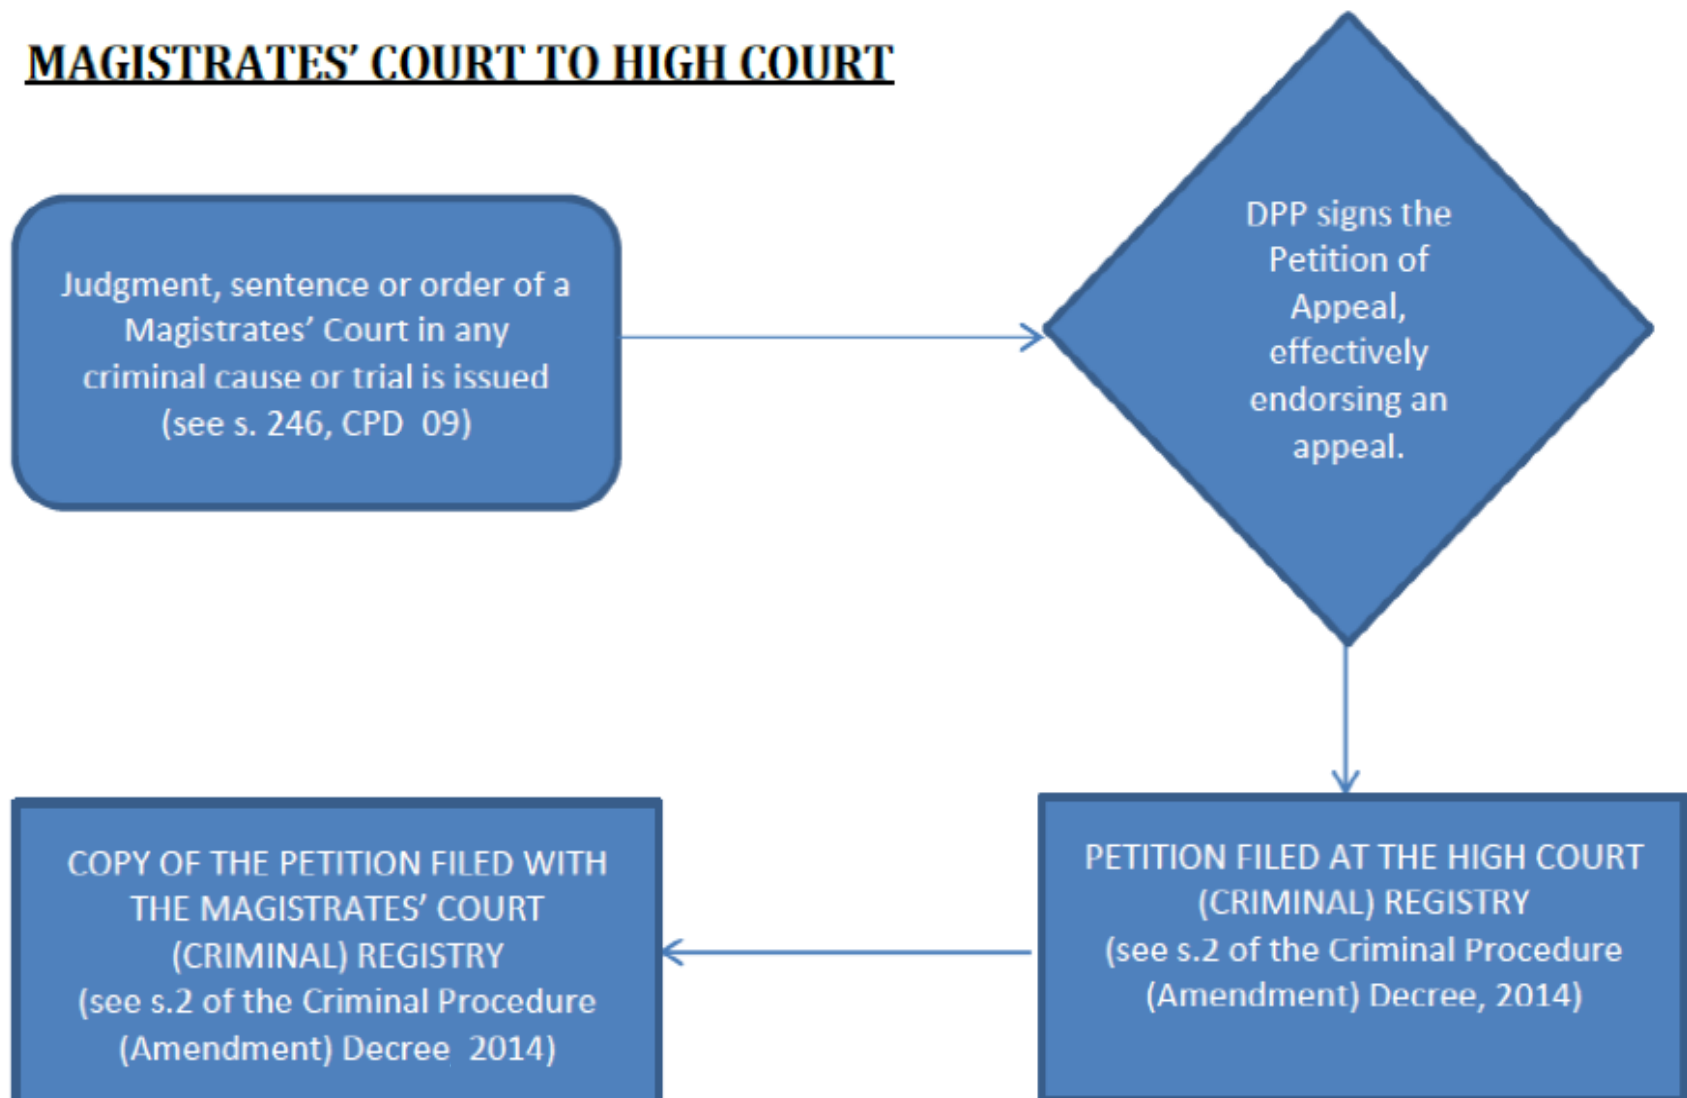 MAGISTRATES’ COURT TO HIGH COURT
Judgment, sentence or order of a
Magistrates’ Court in any
criminal cause or trial is issued
(see s. 246, CPD 09)
DPP signs the
Petition of
Appeal,
effectively
endorsing an
appeal.
PETITION FILED AT THE HIGH COURT
(CRIMINAL) REGISTRY
(see s.2 of the Criminal Procedure
(Amendment) Decree, 2014)
COPY OF THE PETITION FILED WITH
THE MAGISTRATES’ COURT
(CRIMINAL) REGISTRY
(see s.2 of the Criminal Procedure
(Amendment) Decree 2014)